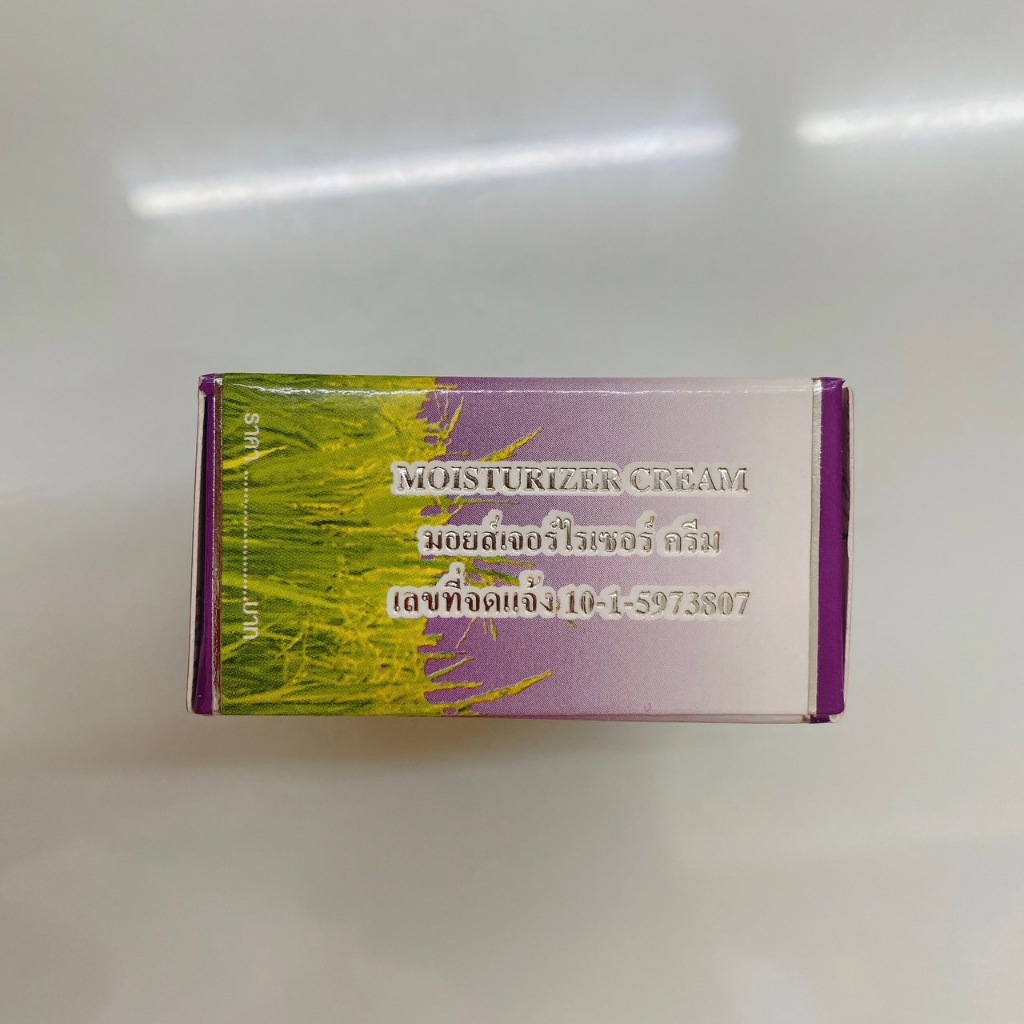 MOISTURIZER CREAM
มอยส์เจอร์ไรเซอร์ ครีม
เลขที่จดแจ้ง 10-1-5973807
ราคา....................บาท